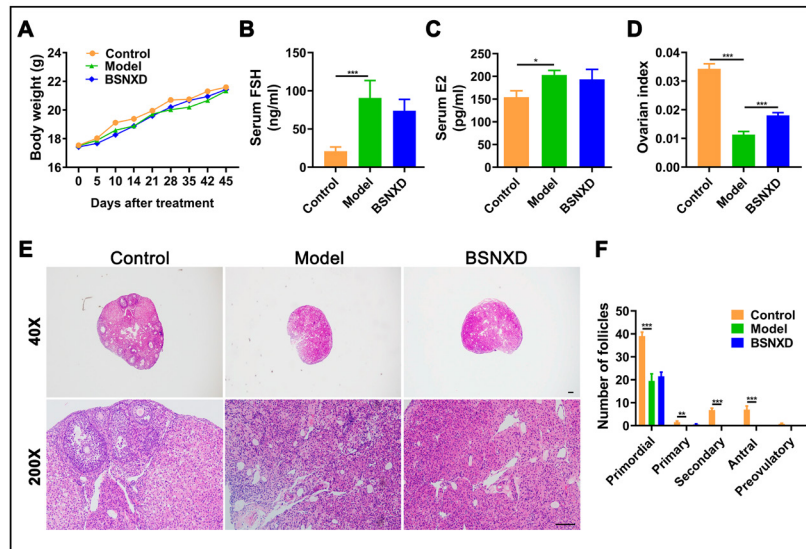 A
Control
Model
BSNXD
Body weight (g)
22
20
18
16
0 5 10 14 21 28 35 42 45
Days after treatment
B
Serum FSH
(ng/ml)
150
100
50
0
***
Control
Model
BSNXD
C
Serum E2
(pg/ml)
250
200
150
100
50
0
*
Control
Model
BSNXD
D
Ovarian index
0.04
0.03
0.02
0.01
0.00
***
***
Control
Model
BSNXD
E
Control Model BSNXD
40X
200X
F
Control
Model
BSNXD
Number of follicles
50
40
30
20
10
0
***
**
***
***
Primordial
Primary
Secondary
Antral
Preovulatory